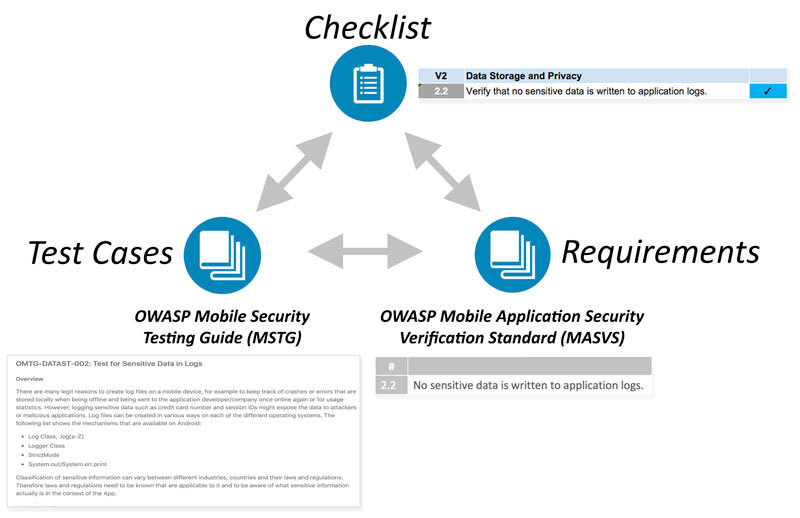 Checklist
V2 Data Storage and Privacy
2.2 Verify that no sensitive data is written to application logs. ✓
Test Cases
Requirements
OWASP Mobile Security
Testing Guide (MSTG)
OWASP Mobile Application Security
Verification Standard (MASVS)
OMTG-DATAST-002: Test for Sensitive Data in Logs
Overview
There are many legit reasons to create log files on a mobile device, for example to keep track of crashes or errors that are
stored locally when being offline and being sent to the application developer/company once online again or for usage
statistics. However, logging sensitive data such as credit card number and session IDs might expose the data to attackers
or malicious applications. Log files can be created in various ways on each of the different operating systems. The
following list shows the mechanisms that are available on Android:
• Log Class, .log[a-Z]
• Logger Class
• StrictMode
• System.out/System.err.print
Classification of sensitive information can vary between different industries, countries and their laws and regulations.
Therefore laws and regulations need to be known that are applicable to it and to be aware of what sensitive information
actually is in the context of the App.
#
2.2 No sensitive data is written to application logs.